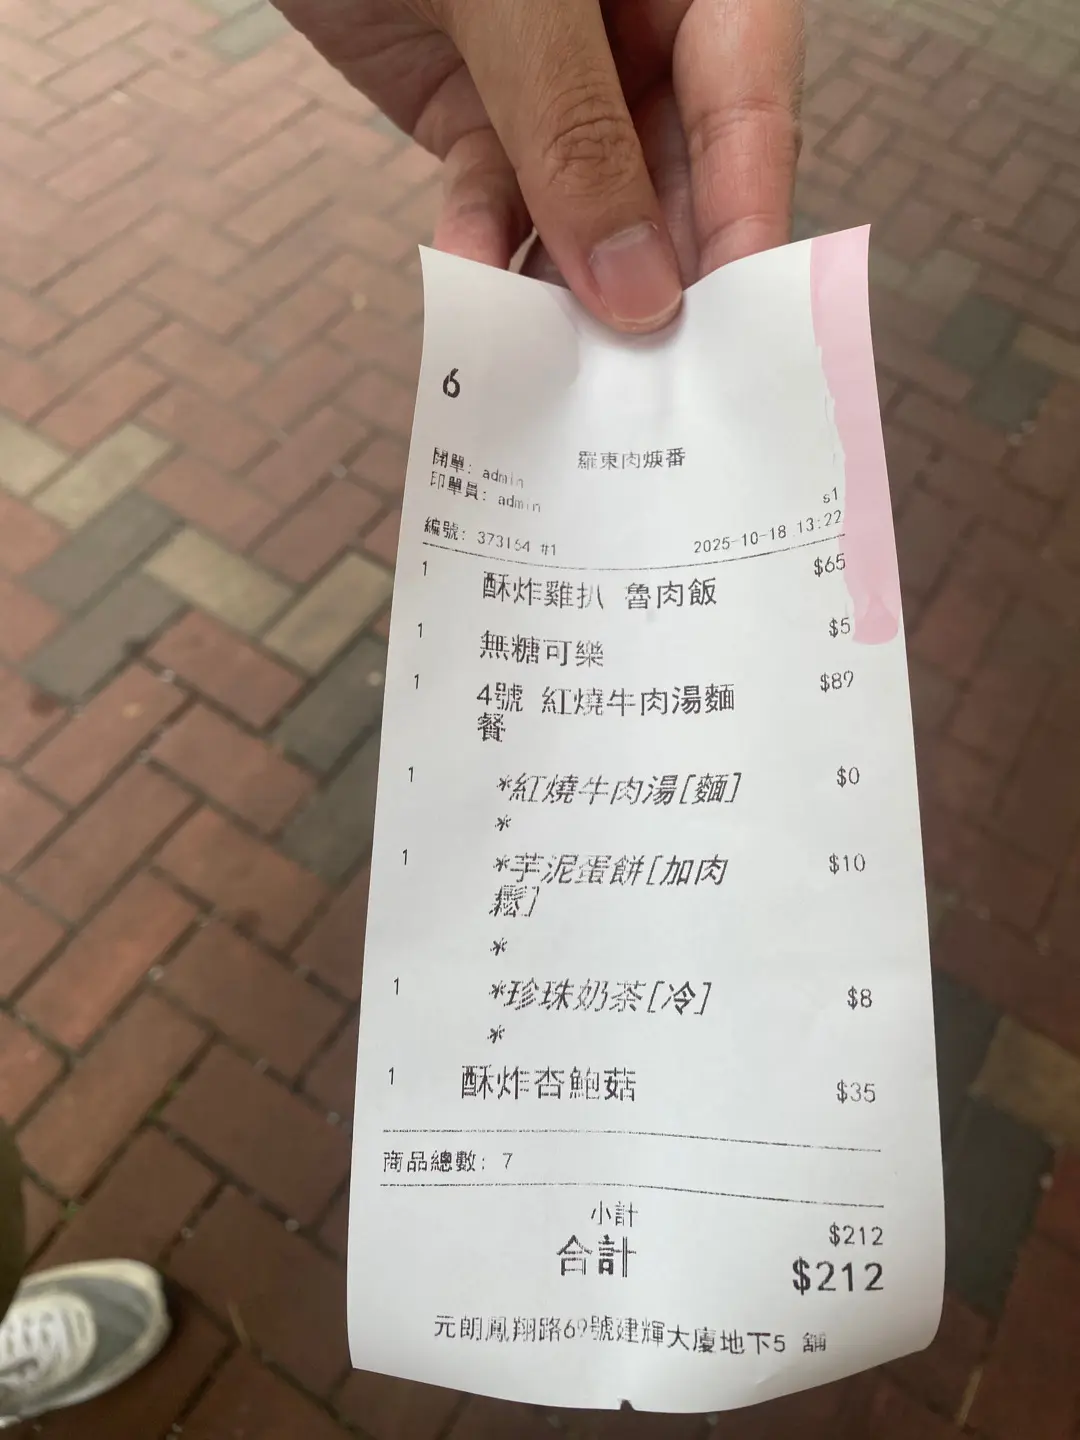 6
羅東肉焿番
開單: admin
印單員: admin
s1
編號: 373164 #1 2025-10-18 13:22
1 酥炸雞扒 魯肉飯 $65
1 無糖可樂 $5
1 4號 紅燒牛肉湯麵 $89
餐
1 *紅燒牛肉湯[麵] $0
*
1 *芋泥蛋餅[加肉 $10
鬆]
*
1 *珍珠奶茶[冷] $8
*
1 酥炸杏鮑菇 $35
商品總數: 7
小計 $212
合計 $212
元朗鳳翔路69號建輝大廈地下5 舖